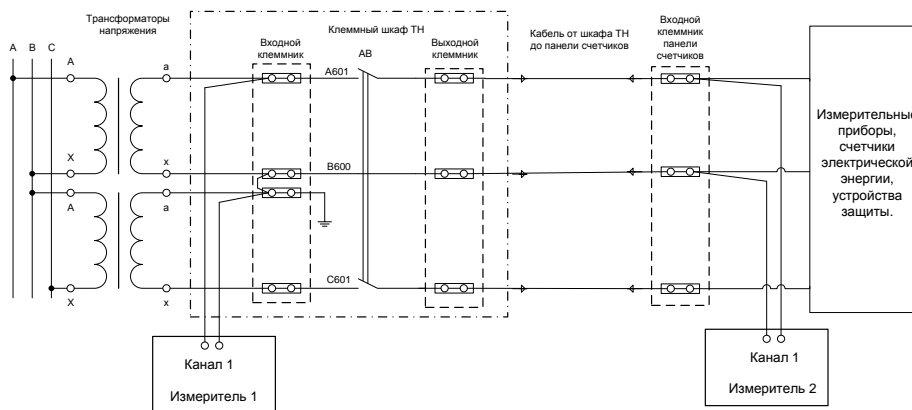 Трансформаторы
напряжения
Клеммный шкаф ТН
Кабель от шкафа ТН
до панели счетчиков
Входной
клеммник
панели
счетчиков
Входной
клеммник
АВ
Выходной
клеммник
A B C
A
a
A601
X
x
B600
A
a
X
x
C601
Измерительные
приборы,
счетчики
электрической
энергии,
устройства
защиты.
Канал 1
Измеритель 1
Канал 1
Измеритель 2